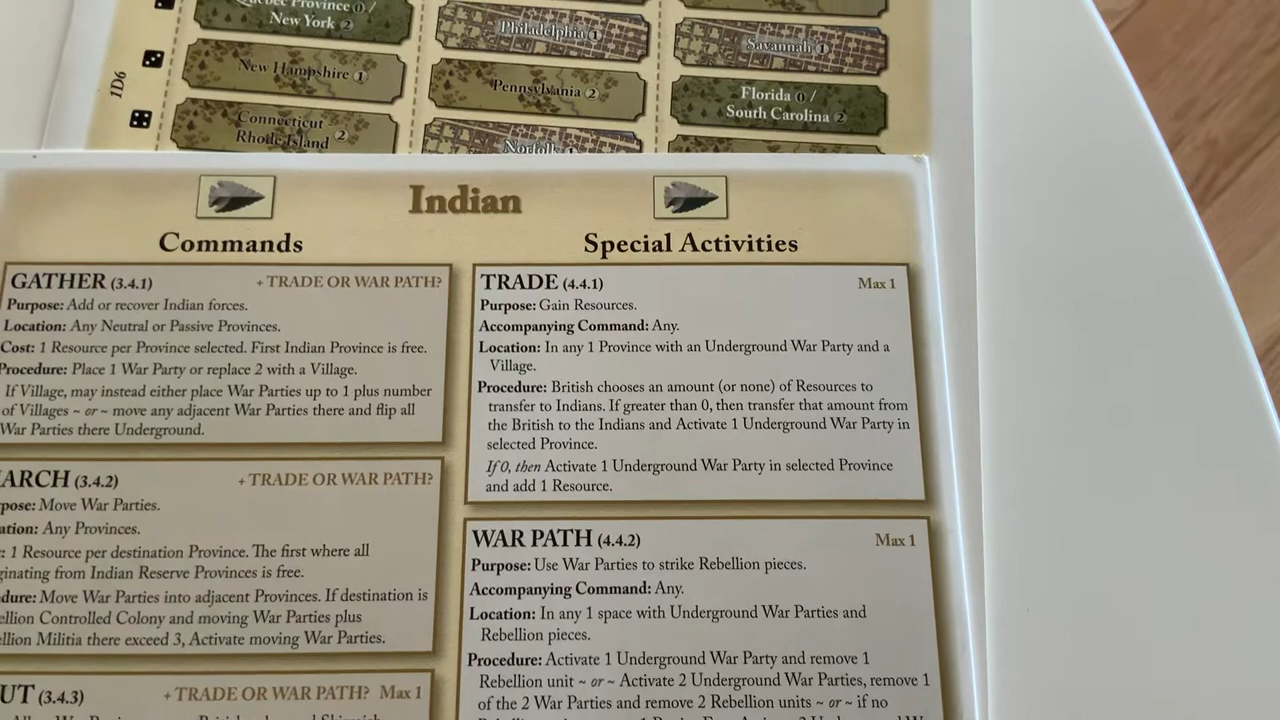 Quebec Province 0 /
New York 2
Philadelphia 1
Savannah 1
1D6
New Hampshire 1
Pennsylvania 2
Florida 0 /
South Carolina 2
Connecticut
Rhode Island 2
Norfolk
Indian
Commands
Special Activities
GATHER (3.4.1) + TRADE OR WAR PATH?
Purpose: Add or recover Indian forces.
Location: Any Neutral or Passive Provinces.
Cost: 1 Resource per Province selected. First Indian Province is free.
Procedure: Place 1 War Party or replace 2 with a Village.
If Village, may instead either place War Parties up to 1 plus number
of Villages ~ or ~ move any adjacent War Parties there and flip all
War Parties there Underground.
ARCH (3.4.2) + TRADE OR WAR PATH?
pose: Move War Parties.
ation: Any Provinces.
: 1 Resource per destination Province. The first where all
ginating from Indian Reserve Provinces is free.
dure: Move War Parties into adjacent Provinces. If destination is
ellion Controlled Colony and moving War Parties plus
ellion Militia there exceed 3, Activate moving War Parties.
UT (3.4.3) + TRADE OR WAR PATH? Max 1
TRADE (4.4.1) Max 1
Purpose: Gain Resources.
Accompanying Command: Any.
Location: In any 1 Province with an Underground War Party and a
Village.
Procedure: British chooses an amount (or none) of Resources to
transfer to Indians. If greater than 0, then transfer that amount from
the British to the Indians and Activate 1 Underground War Party in
selected Province.
If 0, then Activate 1 Underground War Party in selected Province
and add 1 Resource.
WAR PATH (4.4.2) Max 1
Purpose: Use War Parties to strike Rebellion pieces.
Accompanying Command: Any.
Location: In any 1 space with Underground War Parties and
Rebellion pieces.
Procedure: Activate 1 Underground War Party and remove 1
Rebellion unit ~ or ~ Activate 2 Underground War Parties, remove 1
of the 2 War Parties and remove 2 Rebellion units ~ or ~ if no